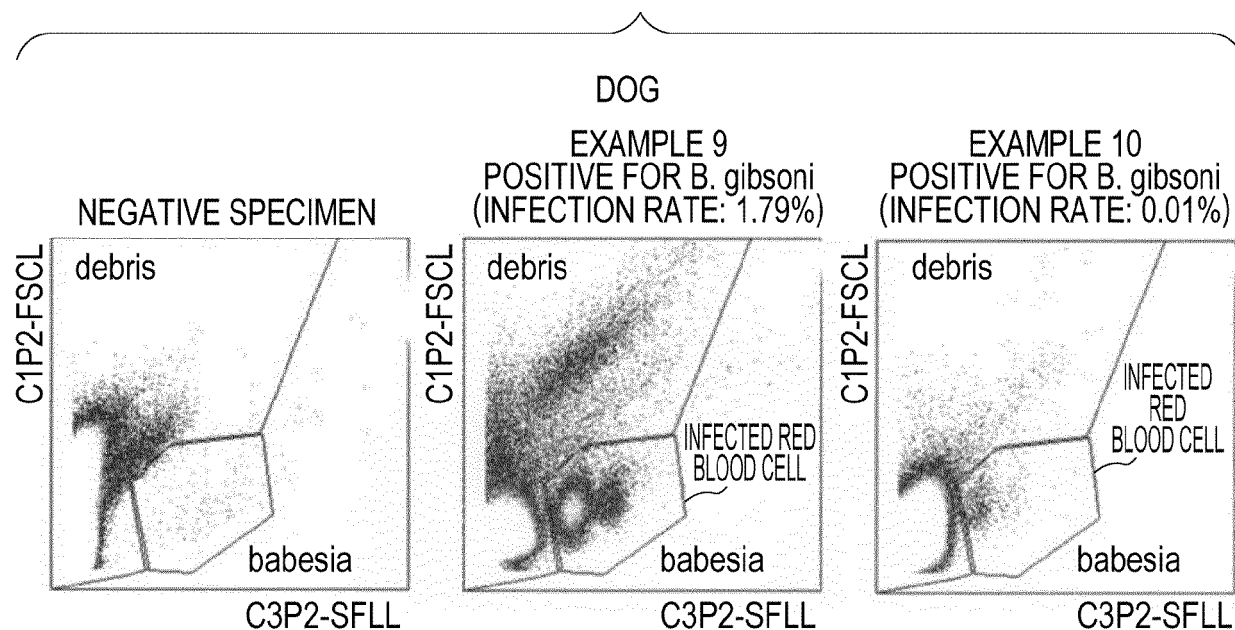 DOG
NEGATIVE SPECIMEN
EXAMPLE 9
POSITIVE FOR B. gibsoni
(INFECTION RATE: 1.79%)
EXAMPLE 10
POSITIVE FOR B. gibsoni
(INFECTION RATE: 0.01%)
C1P2-FSCL
debris
babesia
C3P2-SFLL
C1P2-FSCL
debris
INFECTED RED
BLOOD CELL
babesia
C3P2-SFLL
C1P2-FSCL
debris
INFECTED
RED
BLOOD CELL
babesia
C3P2-SFLL